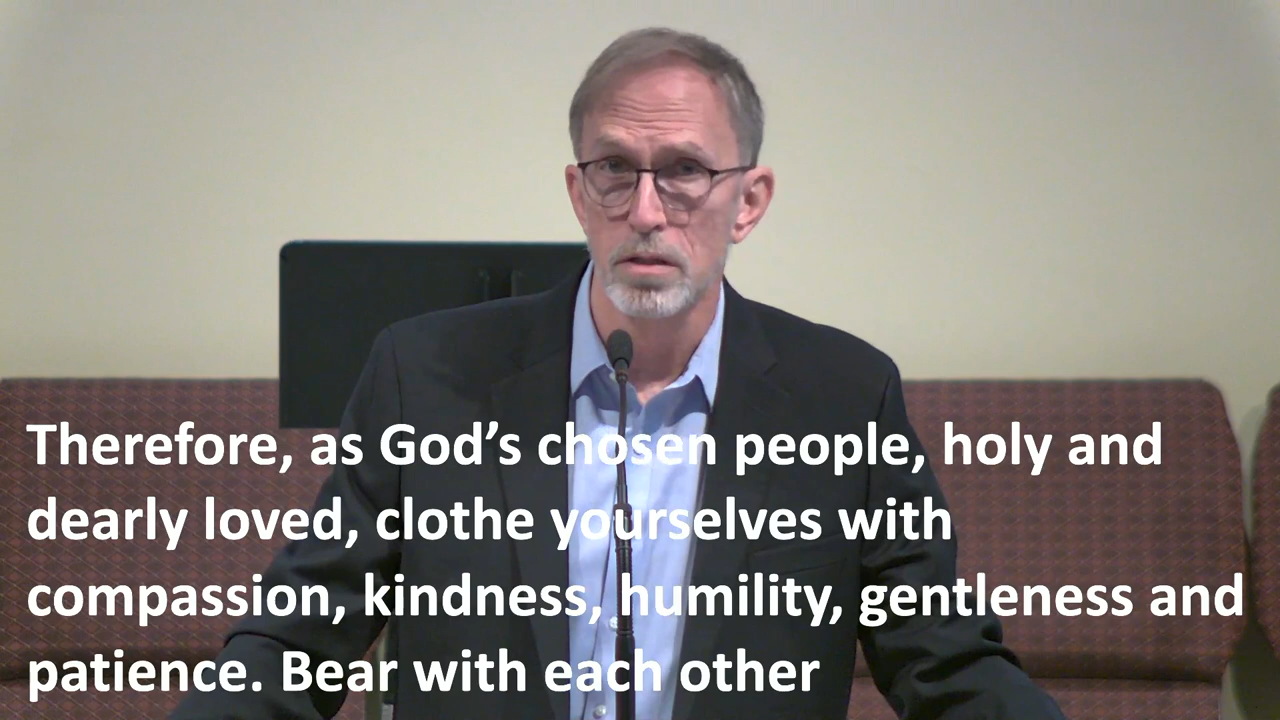 Therefore, as God’s chosen people, holy and
dearly loved, clothe yourselves with
compassion, kindness, humility, gentleness and
patience. Bear with each other